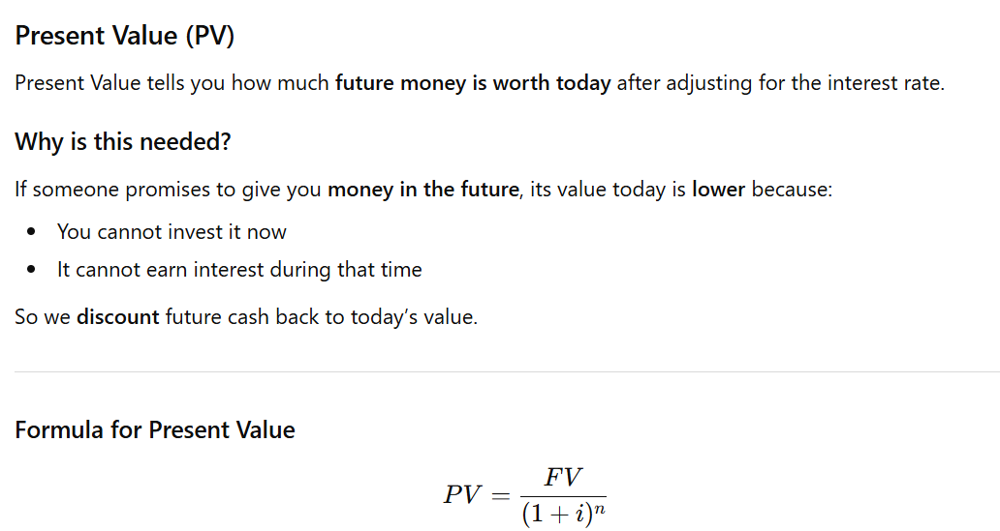 Present Value (PV)
Present Value tells you how much future money is worth today after adjusting for the interest rate.
Why is this needed?
If someone promises to give you money in the future, its value today is lower because:
• You cannot invest it now
• It cannot earn interest during that time
So we discount future cash back to today’s value.
Formula for Present Value
PV = FV / (1 + i)ⁿ